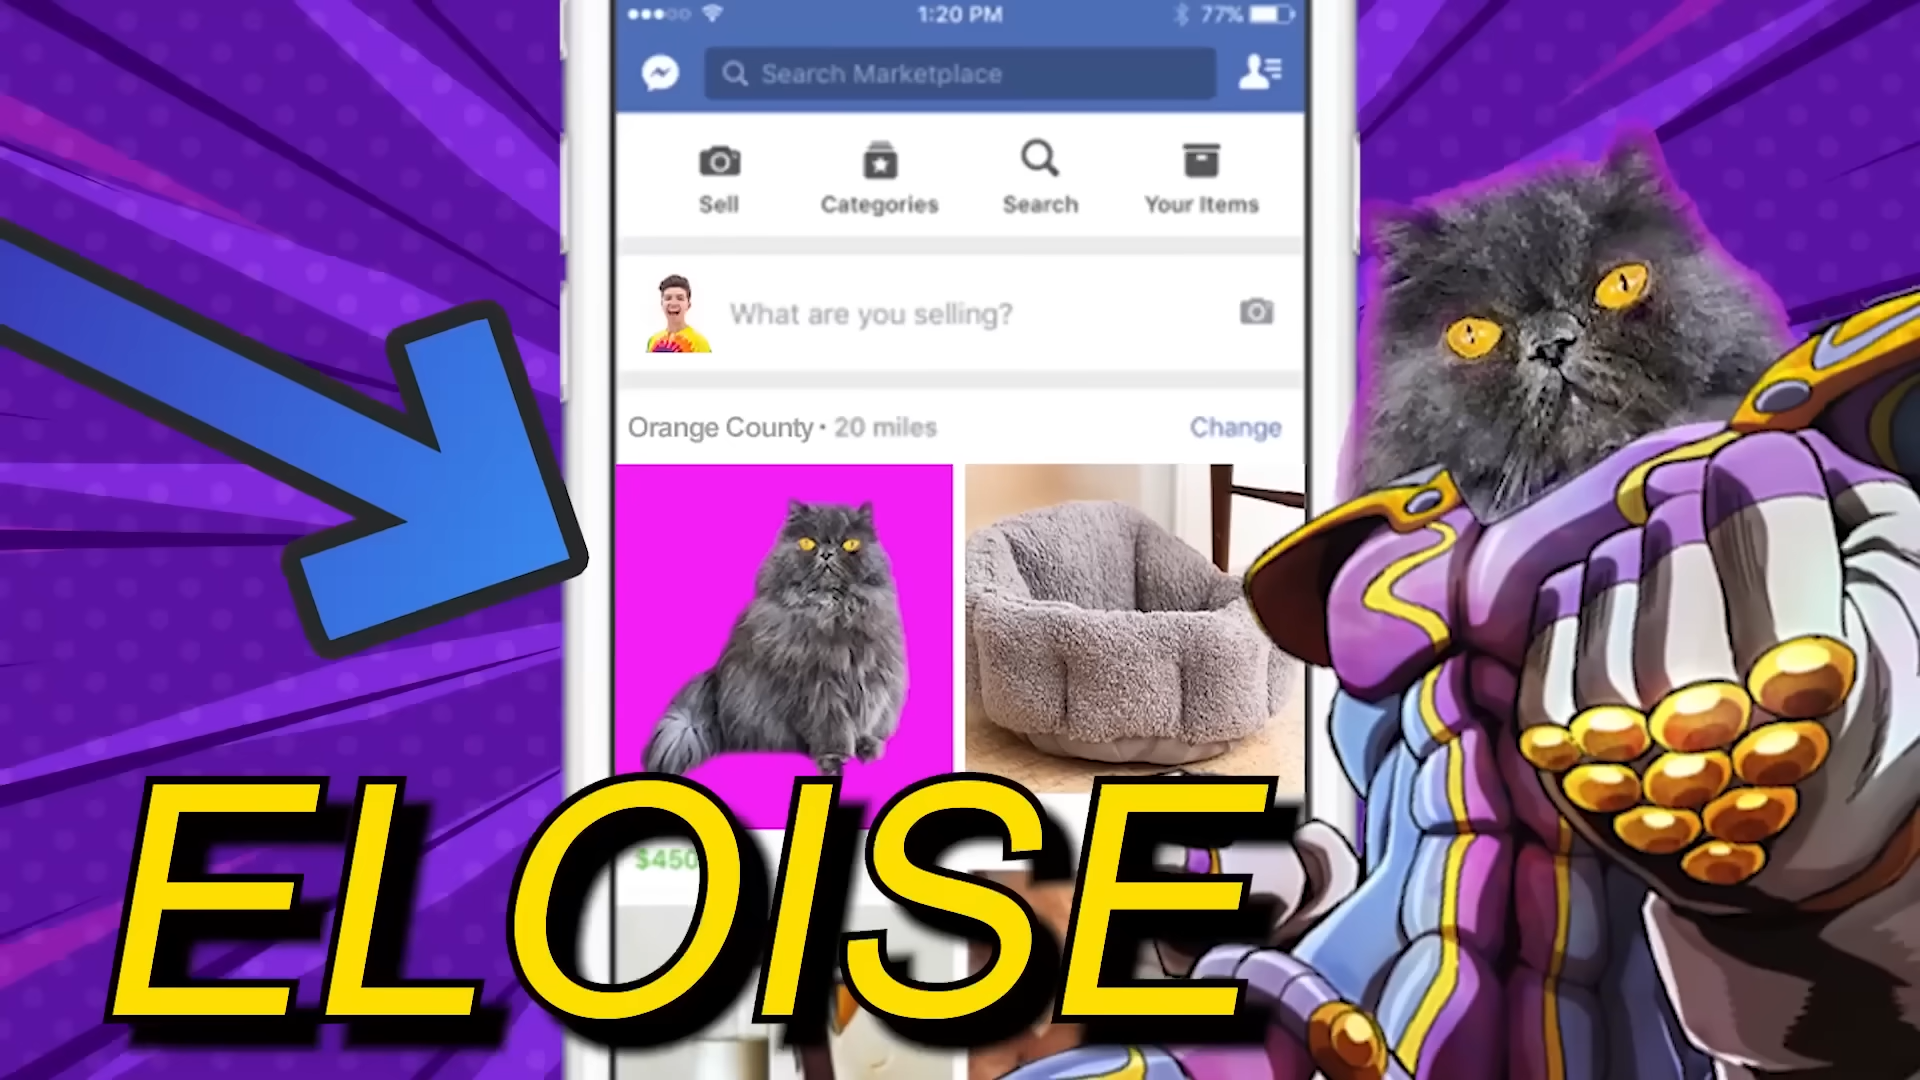 1:20 PM
77%
Search Marketplace
Sell
Categories
Search
Your Items
What are you selling?
Orange County • 20 miles
Change
$450
ELOISE